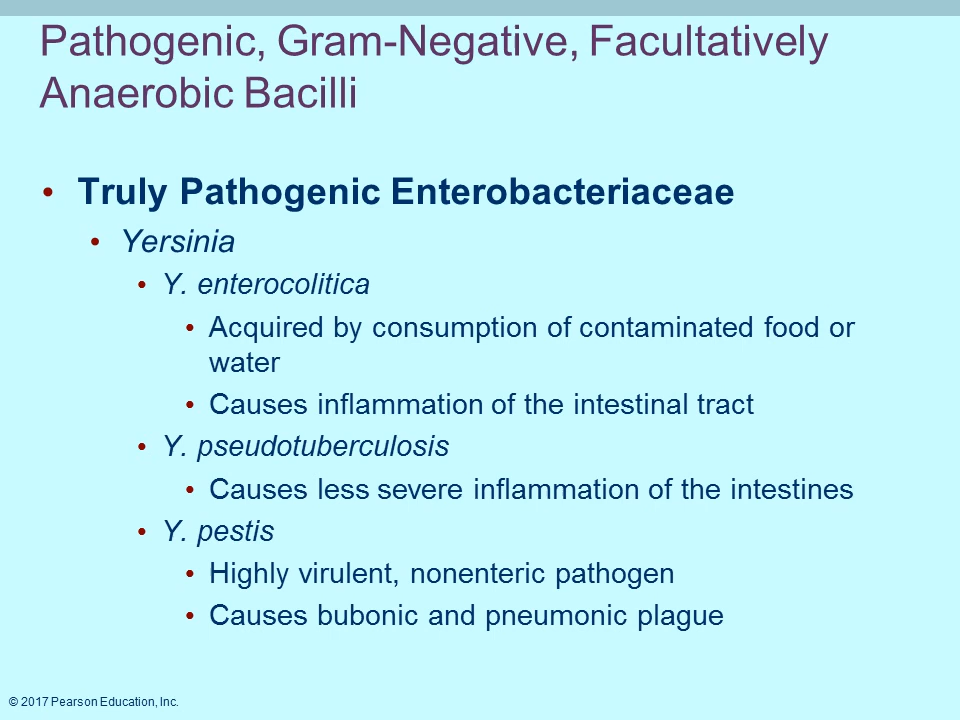 Pathogenic, Gram-Negative, Facultatively
Anaerobic Bacilli
• Truly Pathogenic Enterobacteriaceae
• Yersinia
• Y. enterocolitica
• Acquired by consumption of contaminated food or
water
• Causes inflammation of the intestinal tract
• Y. pseudotuberculosis
• Causes less severe inflammation of the intestines
• Y. pestis
• Highly virulent, nonenteric pathogen
• Causes bubonic and pneumonic plague
© 2017 Pearson Education, Inc.